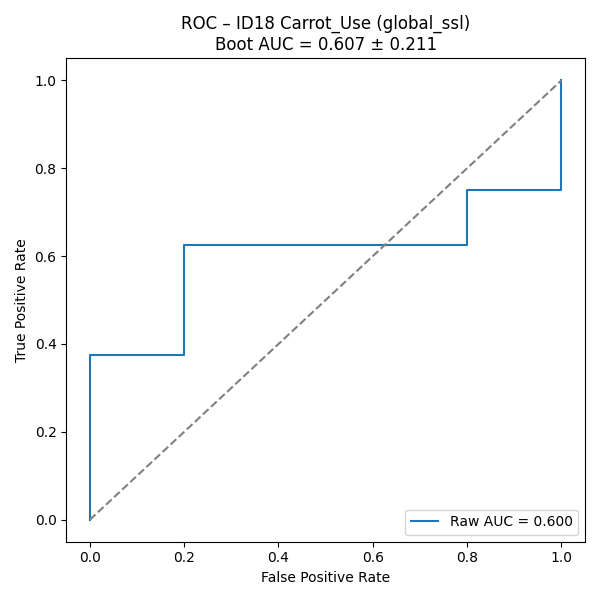 ROC – ID18 Carrot_Use (global_ssl)
Boot AUC = 0.607 ± 0.211
1.0
0.8
0.6
0.4
0.2
0.0
True Positive Rate
Raw AUC = 0.600
0.0 0.2 0.4 0.6 0.8 1.0
False Positive Rate